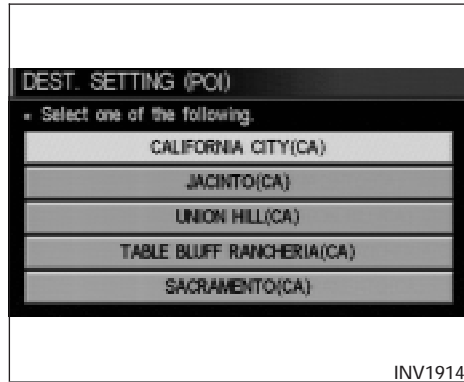 DEST. SETTING (POI)
Select one of the following.
CALIFORNIA CITY(CA)
JACINTO(CA)
UNION HILL(CA)
TABLE BLUFF RANCHERIA(CA)
SACRAMENTO(CA)
INV1914